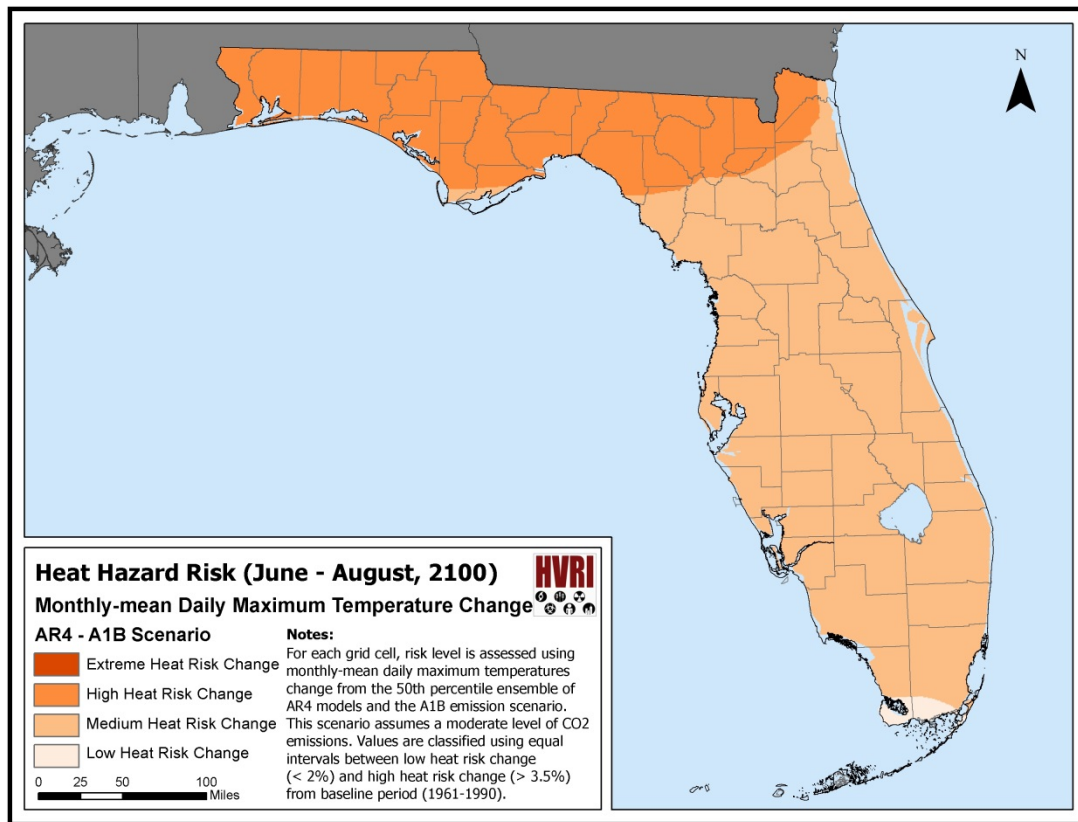 N
Heat Hazard Risk (June - August, 2100)
Monthly-mean Daily Maximum Temperature Change
HVRI
AR4 - A1B Scenario
Extreme Heat Risk Change
High Heat Risk Change
Medium Heat Risk Change
Low Heat Risk Change
0 25 50 100
Miles
Notes:
For each grid cell, risk level is assessed using
monthly-mean daily maximum temperatures
change from the 50th percentile ensemble of
AR4 models and the A1B emission scenario.
This scenario assumes a moderate level of CO2
emissions. Values are classified using equal
intervals between low heat risk change
(< 2%) and high heat risk change (> 3.5%)
from baseline period (1961-1990).